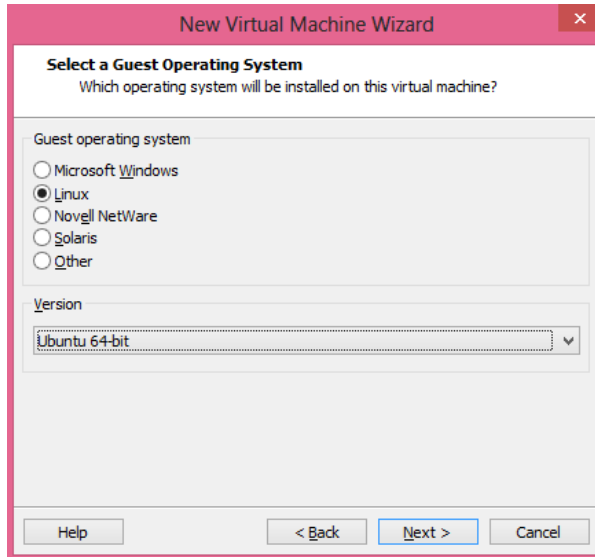 New Virtual Machine Wizard
Select a Guest Operating System
Which operating system will be installed on this virtual machine?
Guest operating system
Microsoft Windows
Linux
Novell NetWare
Solaris
Other
Version
Ubuntu 64-bit
Help
< Back
Next >
Cancel